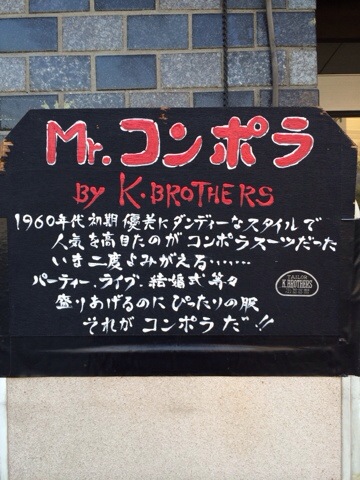 Mr.コンポラ
BY K.BROTHERS
1960年代初期優美にダンディーなスタイルで
人気を高めたのがコンポラスーツだった
いま二度よみがえる……
パーティー、ライブ、結婚式等々
盛りあげるのにぴったりの服
それがコンポラだ!!
TAILOR
K.BROTHERS